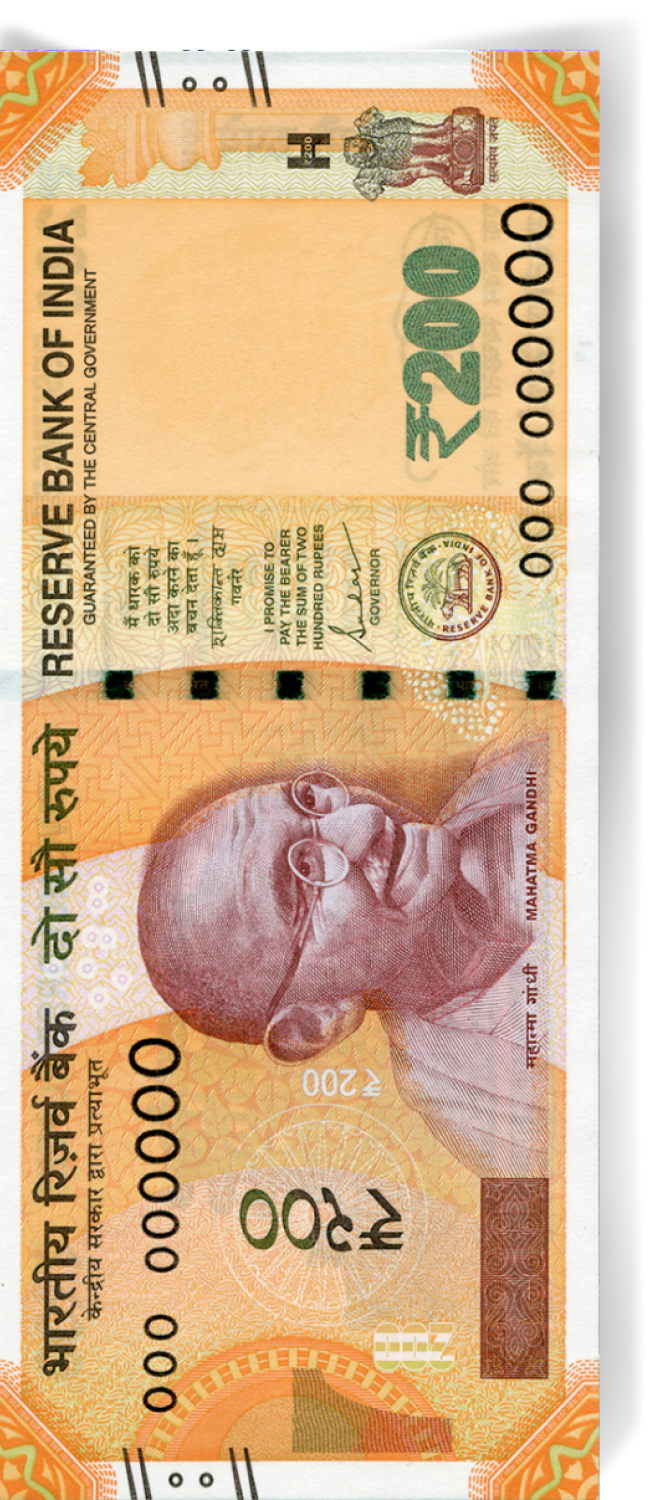 भारतीय रिज़र्व बैंक
केन्द्रीय सरकार द्वारा प्रत्याभूत
दो सौ रुपये
RESERVE BANK OF INDIA
GUARANTEED BY THE CENTRAL GOVERNMENT
000 000000
₹२००
₹200
200
मैं धारक को
दो सौ रुपये
अदा करने का
वचन देता हूँ ।
शक्तिकान्त दास
गवर्नर
I PROMISE TO
PAY THE BEARER
THE SUM OF TWO
HUNDRED RUPEES
GOVERNOR
भारतीय रिज़र्व बैंक
RESERVE BANK OF INDIA
200
₹200
000 000000
सत्यमेव जयते
महात्मा गांधी MAHATMA GANDHI